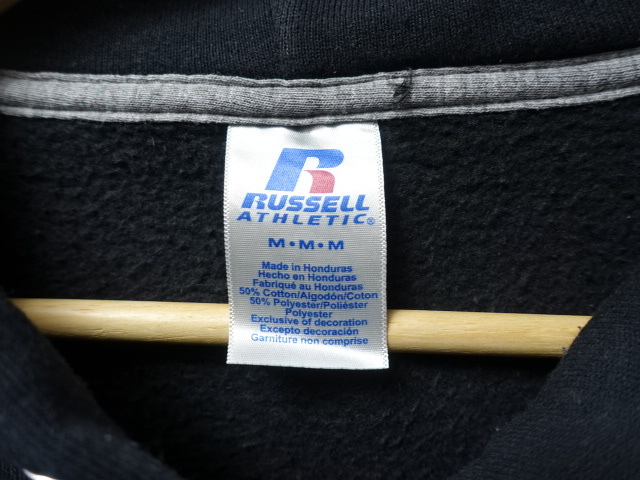 R
RUSSELL
ATHLETIC®
M•M•M
Made in Honduras
Hecho en Honduras
Fabriqué au Honduras
50% Cotton/Algodón/Coton
50% Polyester/Poliéster
Polyester
Exclusive of decoration
Excepto decoración
Garniture non comprise